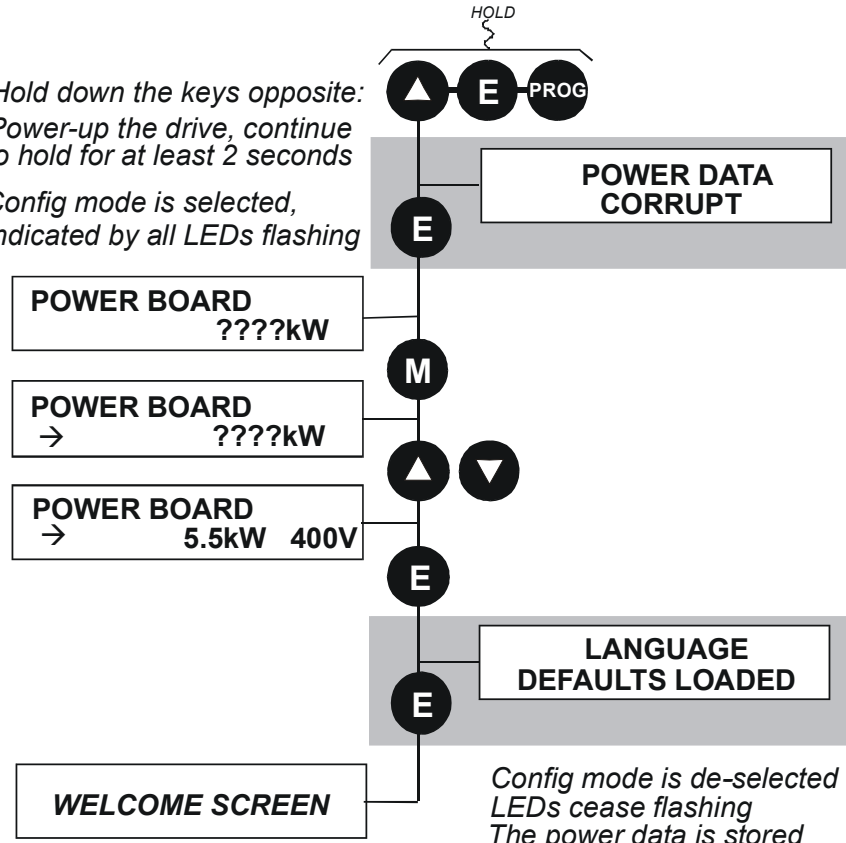 HOLD
Hold down the keys opposite:
E PROG
Power-up the drive, continue
to hold for at least 2 seconds
POWER DATA
CORRUPT
Config mode is selected,
indicated by all LEDs flashing
E
POWER BOARD
????kW
M
POWER BOARD
→ ????kW
POWER BOARD
→ 5.5kW 400V
E
LANGUAGE
DEFAULTS LOADED
E
WELCOME SCREEN
Config mode is de-selected
LEDs cease flashing
The power data is stored